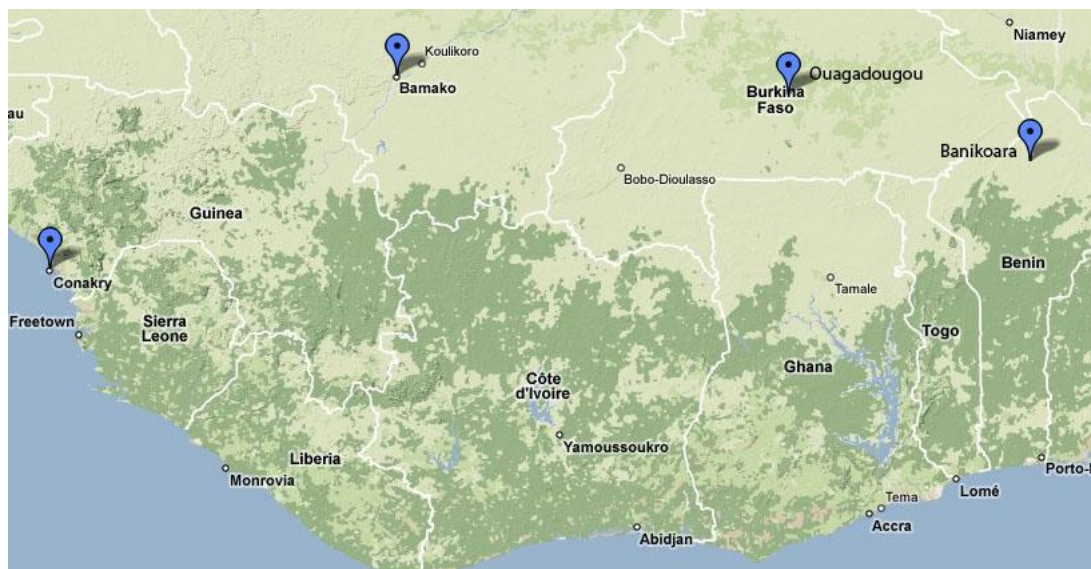 Niamey
Koulikoro
Bamako
Ouagadougou
Burkina
Faso
au
Banikoara
Bobo-Dioulasso
Guinea
Conakry
Benin
Tamale
Freetown
Sierra
Leone
Togo
Ghana
Côte
d'Ivoire
Yamoussoukro
Liberia
Monrovia
Porto-
Lomé
Tema
Accra
Abidjan